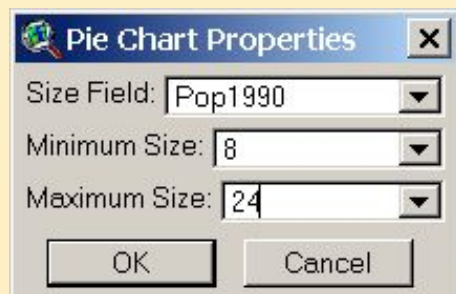 Pie Chart Properties
Size Field: Pop1990
Minimum Size: 8
Maximum Size: 24
OK Cancel